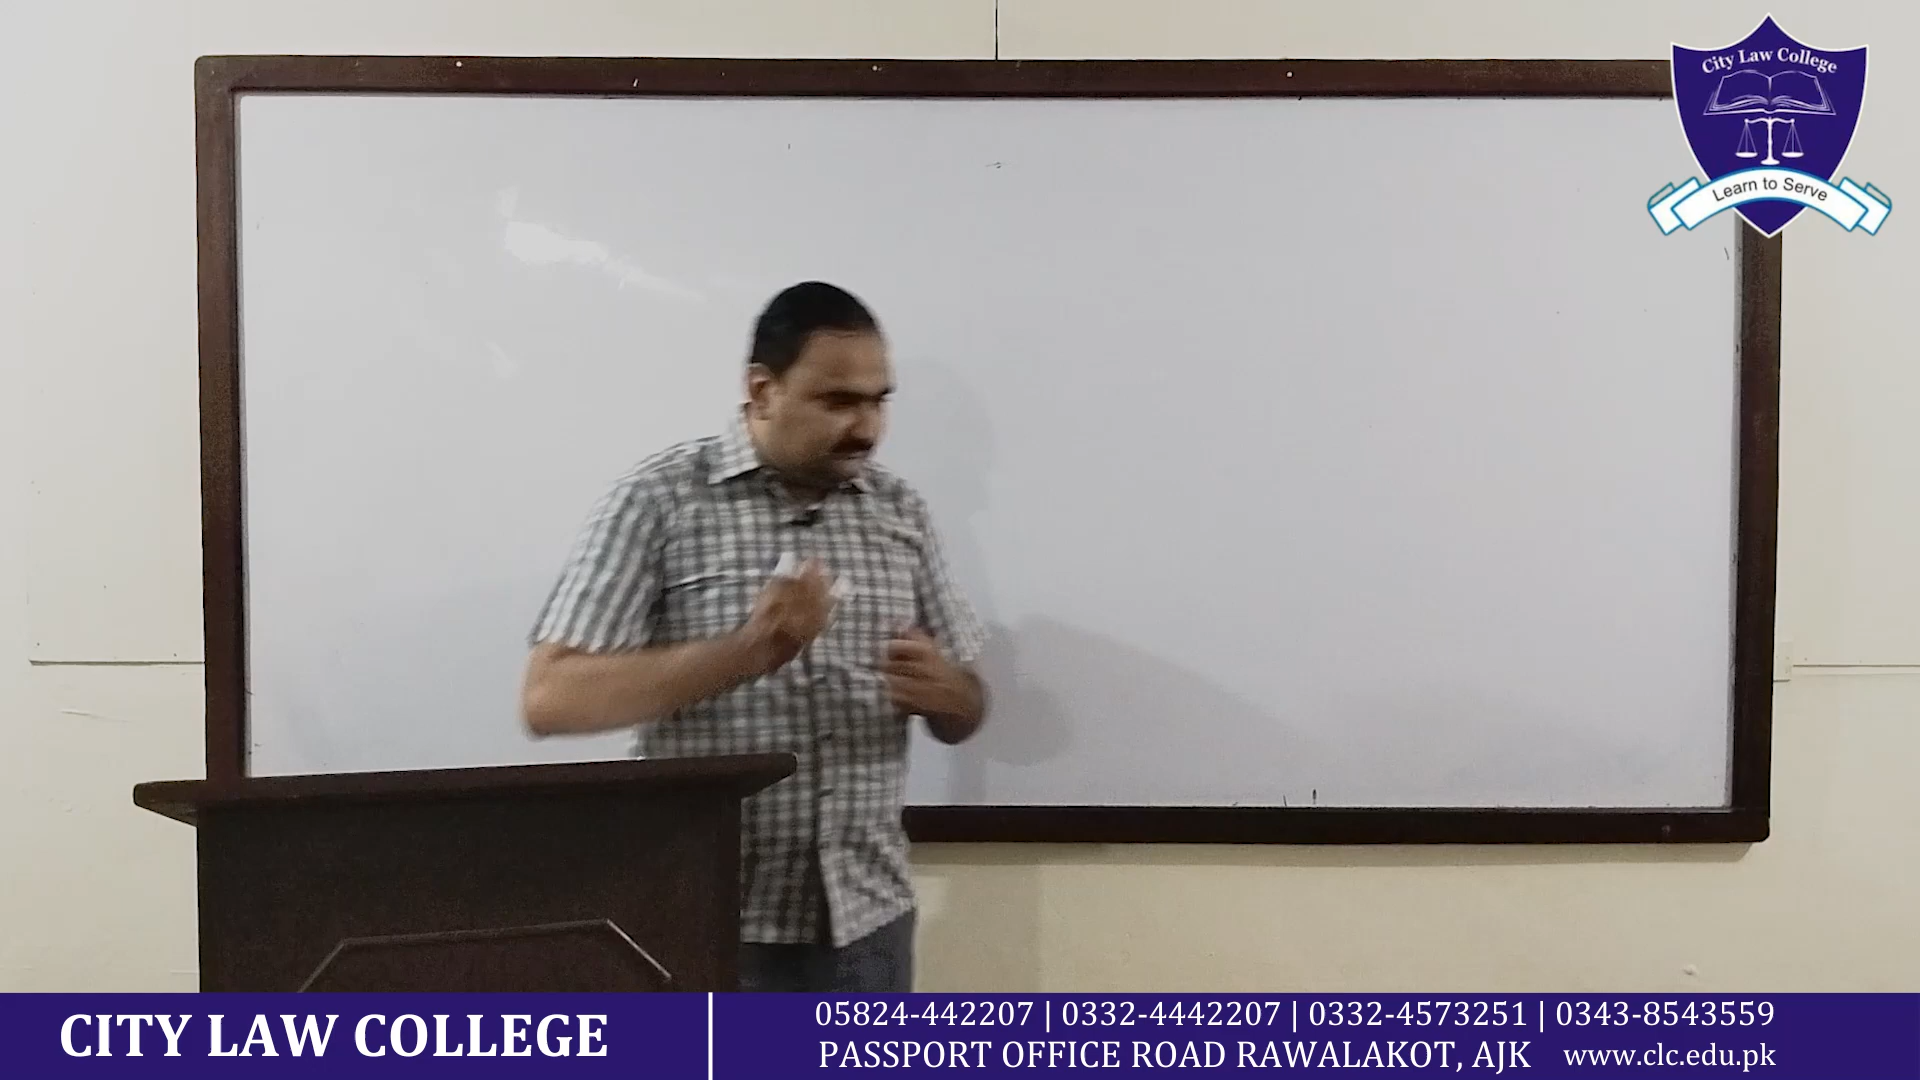 City Law College
Learn to Serve
CITY LAW COLLEGE
05824-442207 | 0332-4442207 | 0332-4573251 | 0343-8543559
PASSPORT OFFICE ROAD RAWALAKOT, AJK www.clc.edu.pk